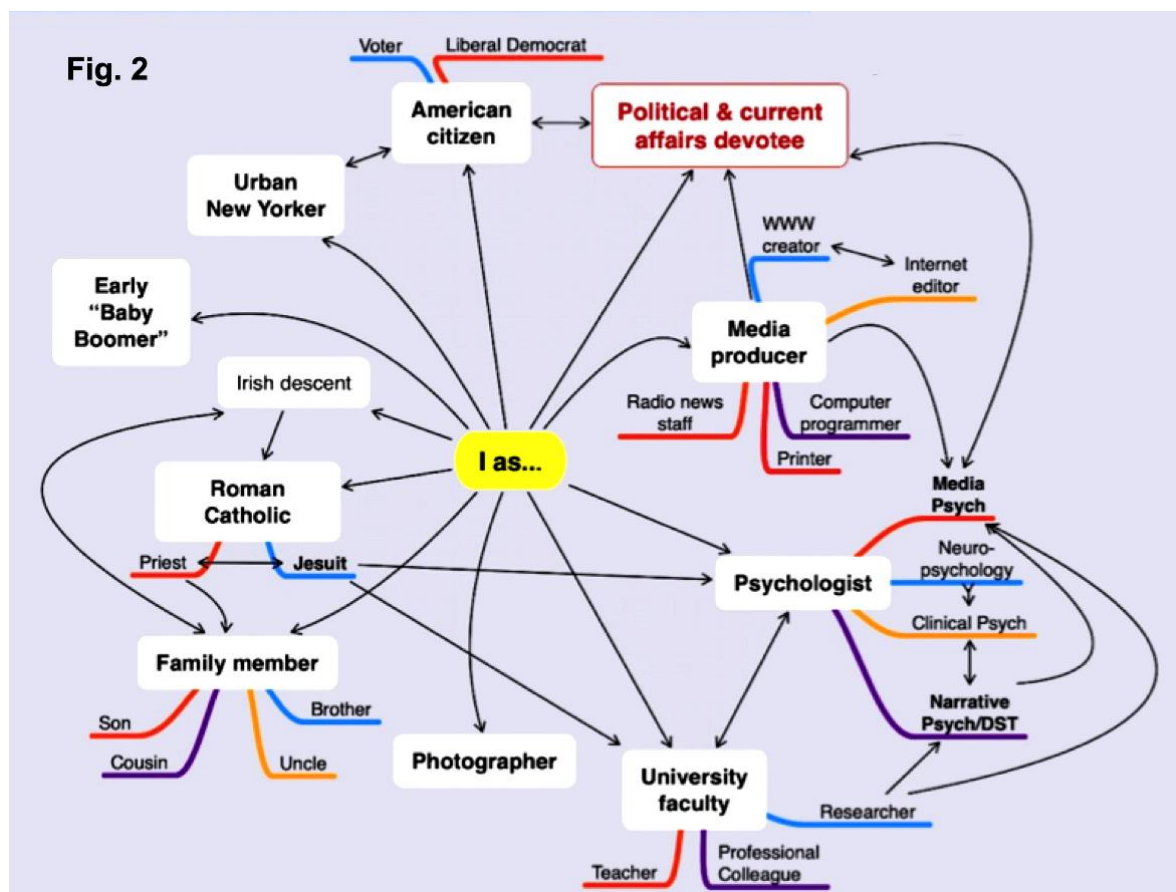 Fig. 2
Voter
Liberal Democrat
American
citizen
Political & current
affairs devotee
Urban
New Yorker
WWW
creator
Internet
editor
Early
“Baby
Boomer”
Media
producer
Irish descent
Radio news
staff
Computer
programmer
Printer
I as...
Roman
Catholic
Media
Psych
Priest
Jesuit
Neuro-
psychology
Psychologist
Clinical Psych
Family member
Narrative
Psych/DST
Son
Brother
Cousin
Uncle
Photographer
University
faculty
Researcher
Teacher
Professional
Colleague